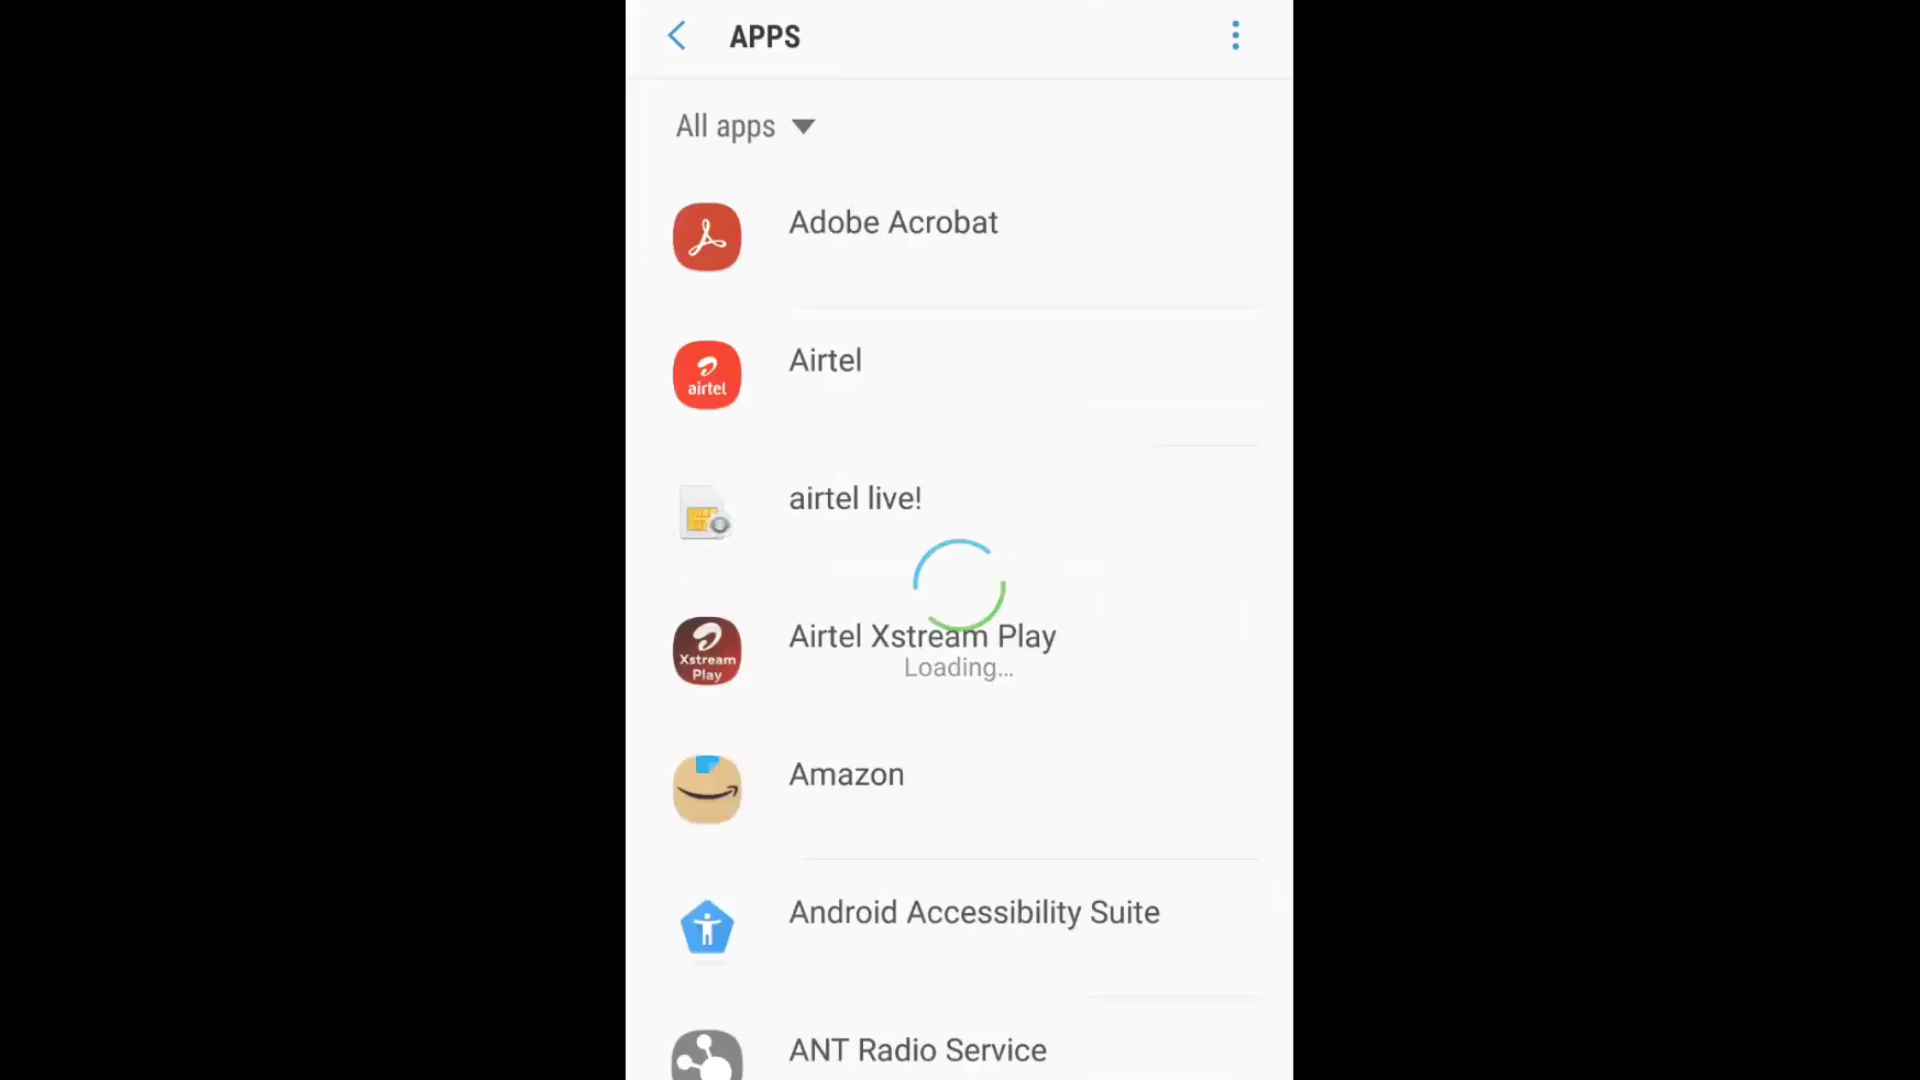 APPS
All apps
Adobe Acrobat
Airtel
airtel
airtel live!
Airtel Xstream Play
Xstream
Play
Loading...
Amazon
Android Accessibility Suite
ANT Radio Service